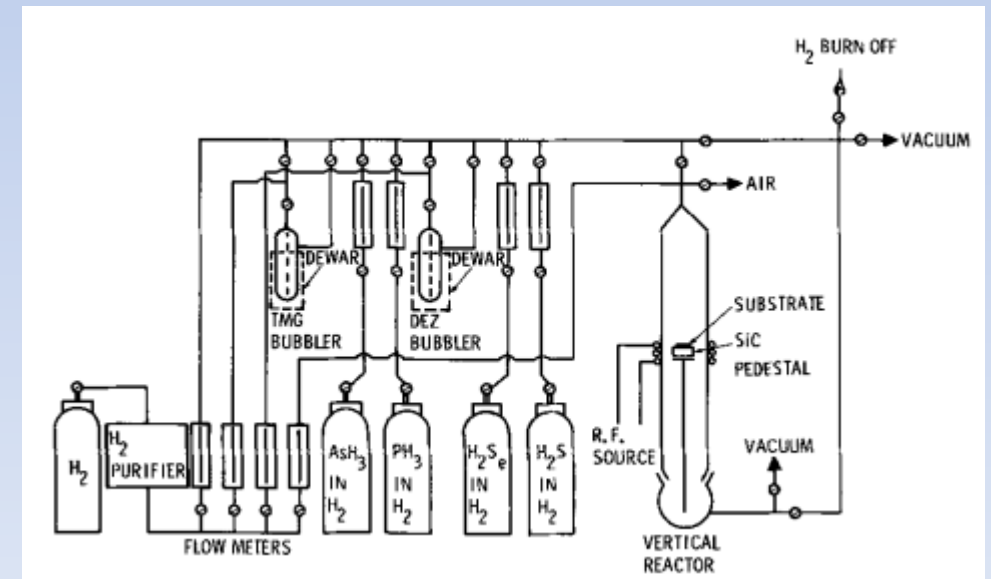 H2 BURN OFF
VACUUM
AIR
DEWAR
DEWAR
TMG
BUBBLER
DEZ
BUBBLER
SUBSTRATE
SiC
PEDESTAL
H2
H2
PURIFIER
AsH3
IN
H2
PH3
IN
H2
H2Se
IN
H2
H2S
IN
H2
R.F.
SOURCE
VACUUM
FLOW METERS
VERTICAL
REACTOR